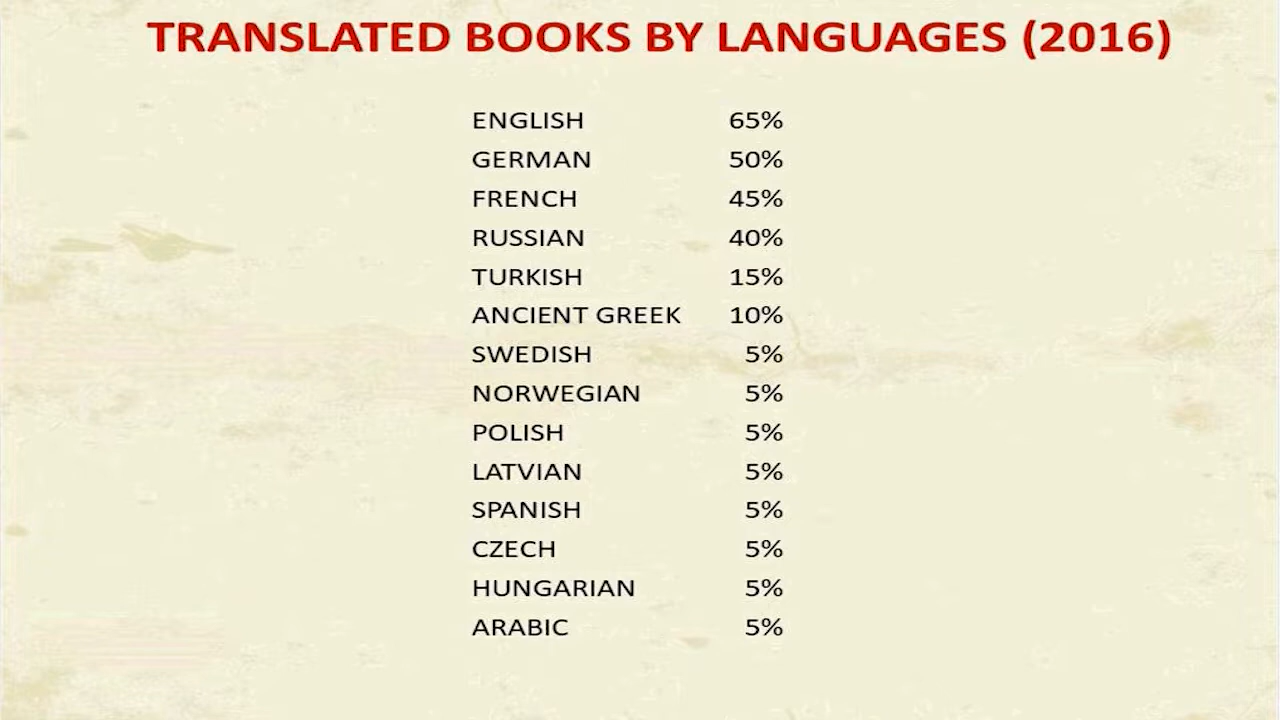 TRANSLATED BOOKS BY LANGUAGES (2016)
ENGLISH 65%
GERMAN 50%
FRENCH 45%
RUSSIAN 40%
TURKISH 15%
ANCIENT GREEK 10%
SWEDISH 5%
NORWEGIAN 5%
POLISH 5%
LATVIAN 5%
SPANISH 5%
CZECH 5%
HUNGARIAN 5%
ARABIC 5%